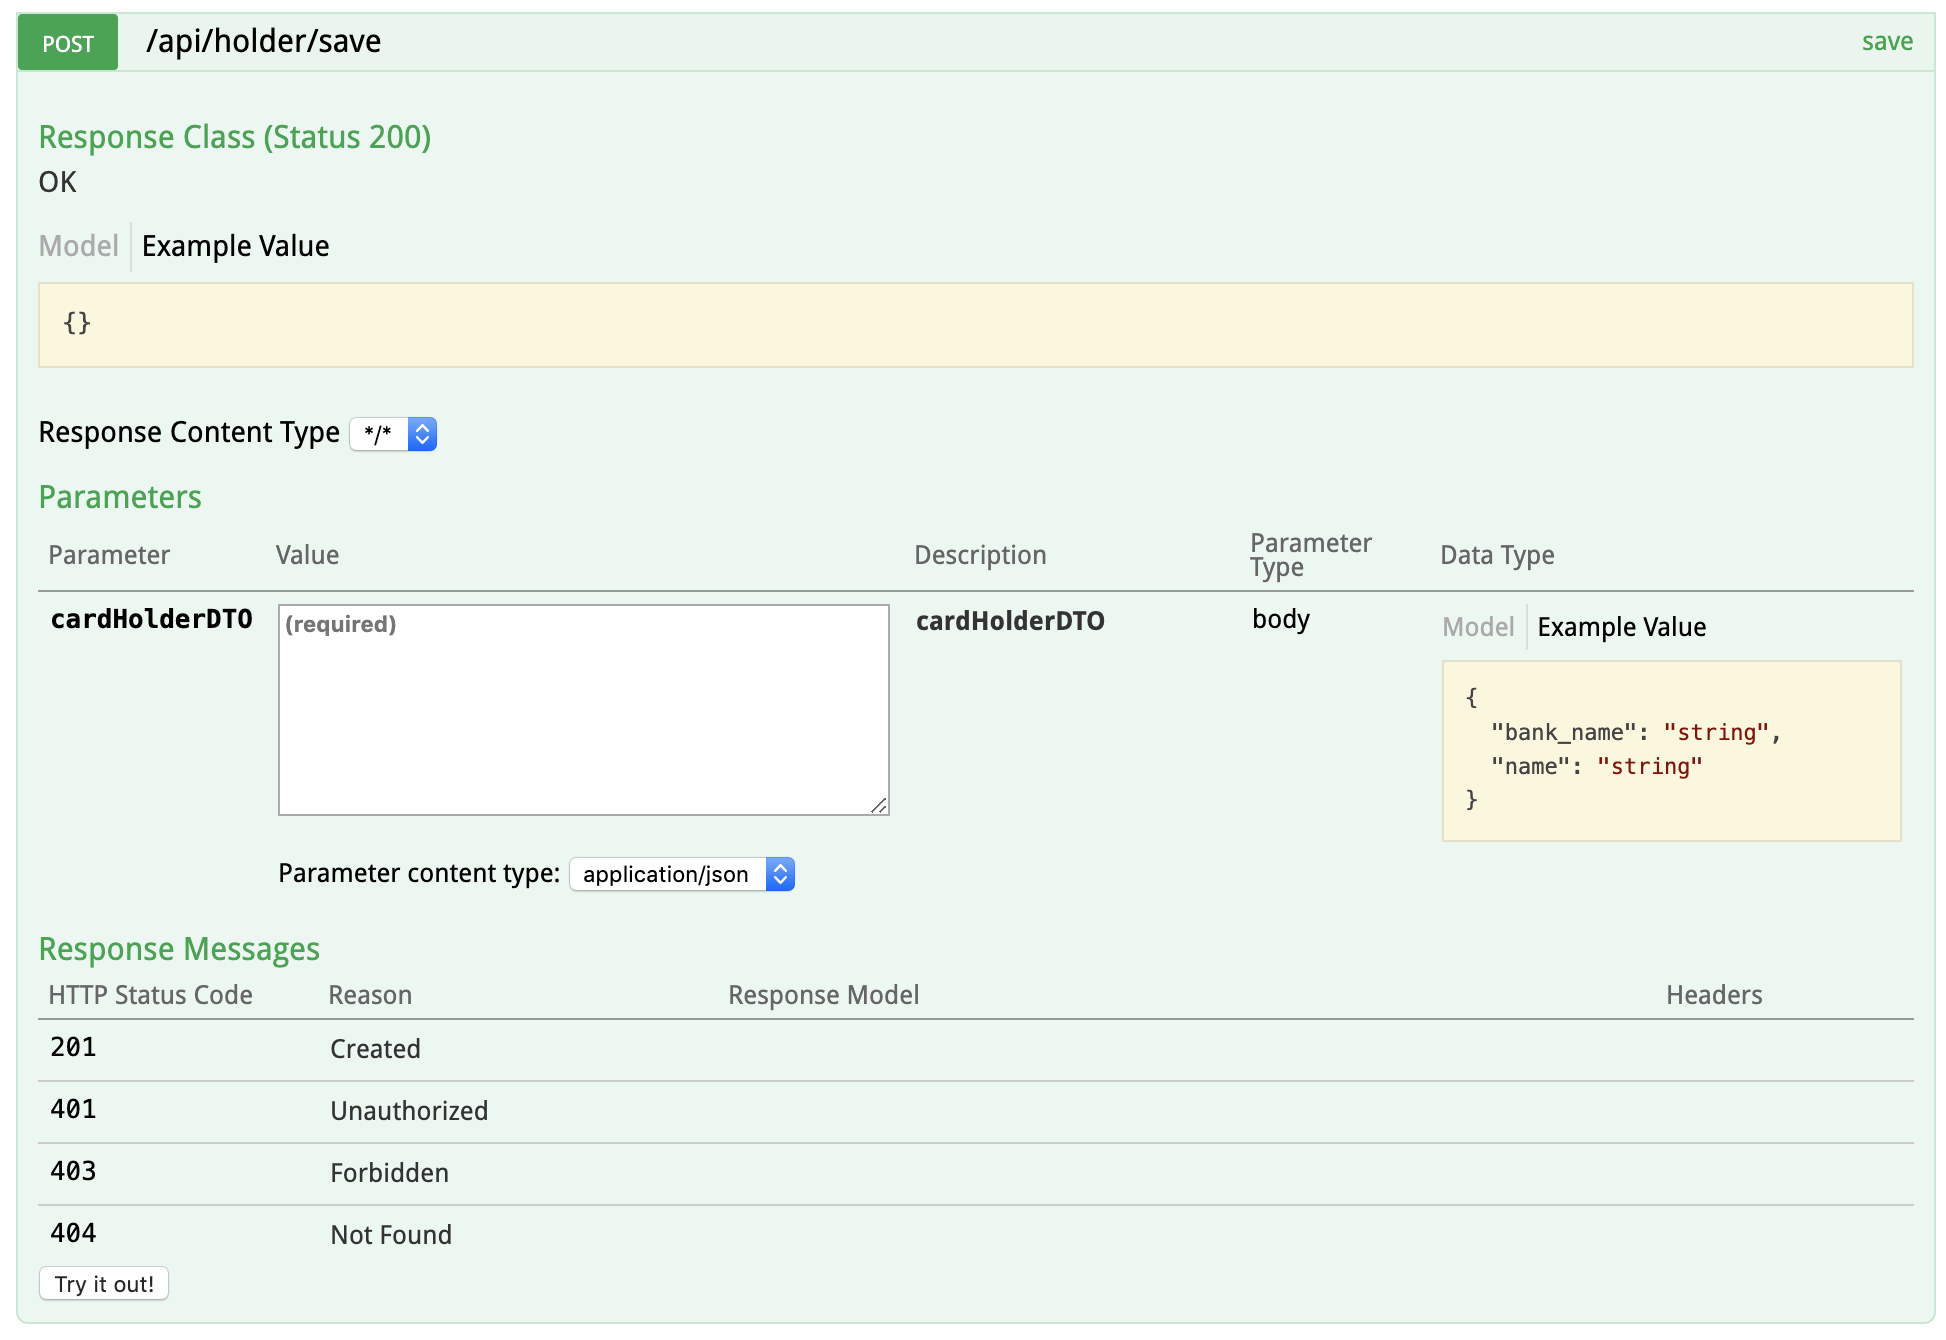 POST /api/holder/save save
Response Class (Status 200)
OK
Model Example Value
{}
Response Content Type */*
Parameters
Parameter Value Description Parameter Type Data Type
cardHolderDTO (required) cardHolderDTO body Model Example Value
{
"bank_name": "string",
"name": "string"
}
Parameter content type: application/json
Response Messages
HTTP Status Code Reason Response Model Headers
201 Created
401 Unauthorized
403 Forbidden
404 Not Found
Try it out!